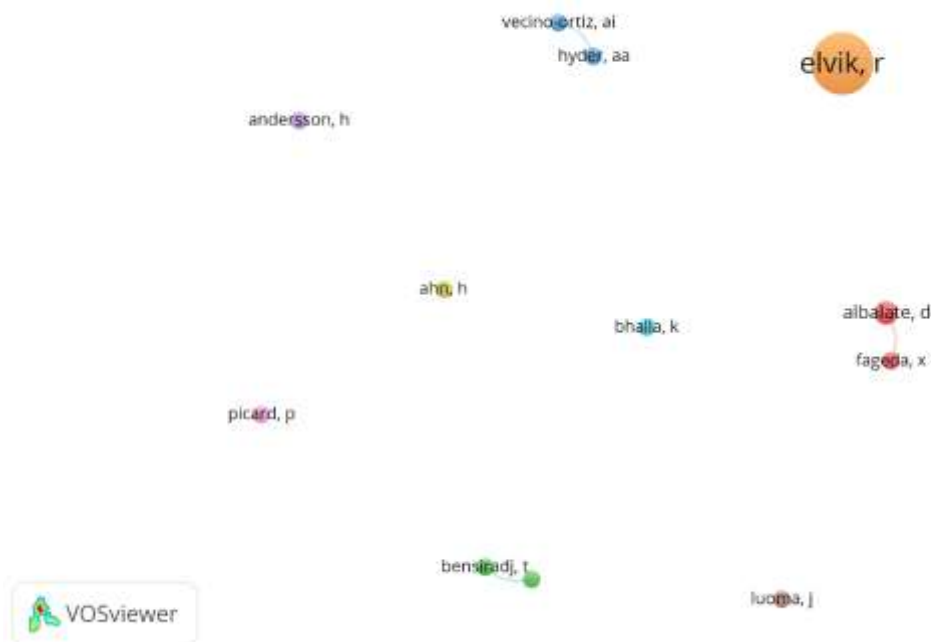 vecino-ortiz, ai
hyder, aa
elvik, r
andersson, h
ahn, h
albalate, d
bhalla, k
fageda, x
picard, p
bensiradj, t
luoma, j
VOSviewer